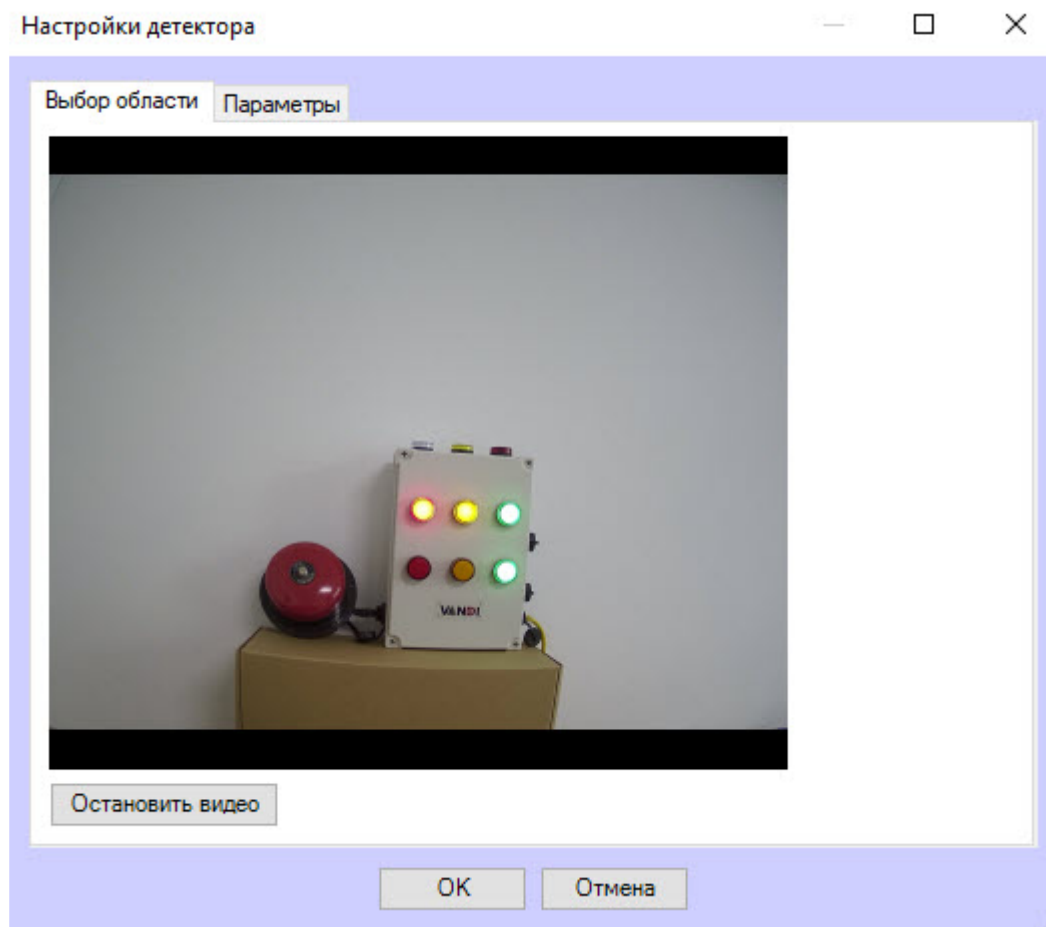 Настройки детектора
Выбор области
Параметры
VANDI
Остановить видео
OK
Отмена